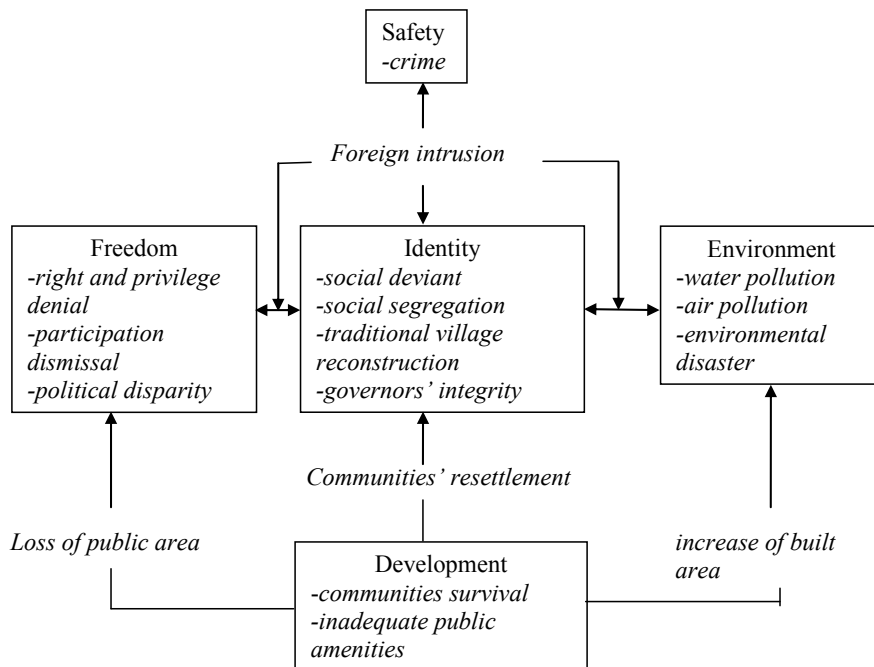 Safety
-crime
Foreign intrusion
Freedom
-right and privilege
denial
-participation
dismissal
-political disparity
Identity
-social deviant
-social segregation
-traditional village
reconstruction
-governors’ integrity
Environment
-water pollution
-air pollution
-environmental
disaster
Communities’ resettlement
Loss of public area
increase of built
area
Development
-communities survival
-inadequate public
amenities